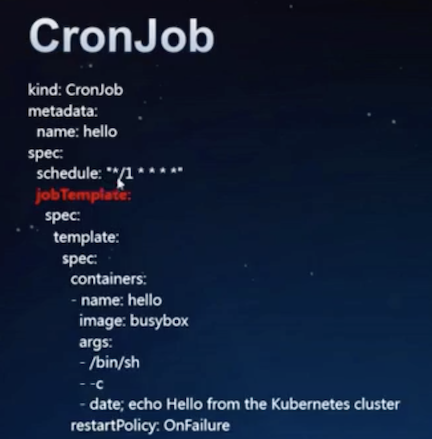 CronJob
kind: CronJob
metadata:
  name: hello
spec:
  schedule: "*/1 * * * *"
  jobTemplate:
    spec:
      template:
        spec:
          containers:
          - name: hello
            image: busybox
            args:
            - /bin/sh
            - -c
            - date; echo Hello from the Kubernetes cluster
          restartPolicy: OnFailure